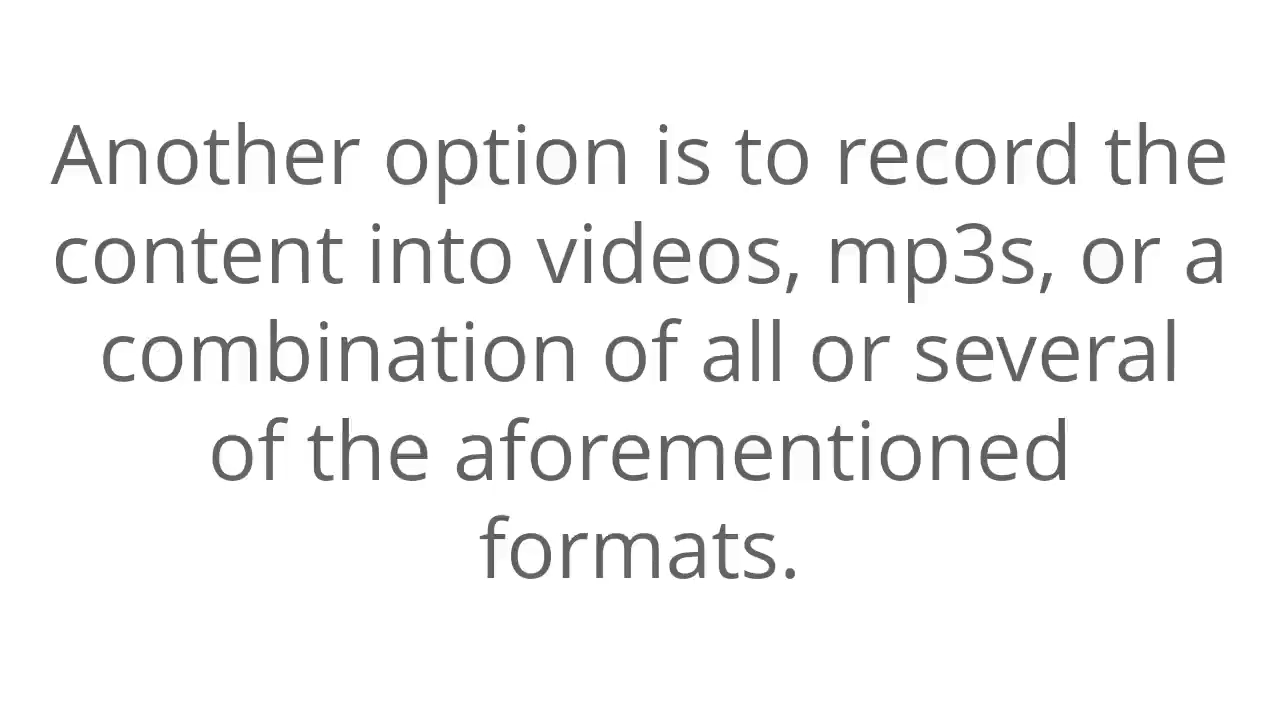 Another option is to record the
content into videos, mp3s, or a
combination of all or several
of the aforementioned
formats.